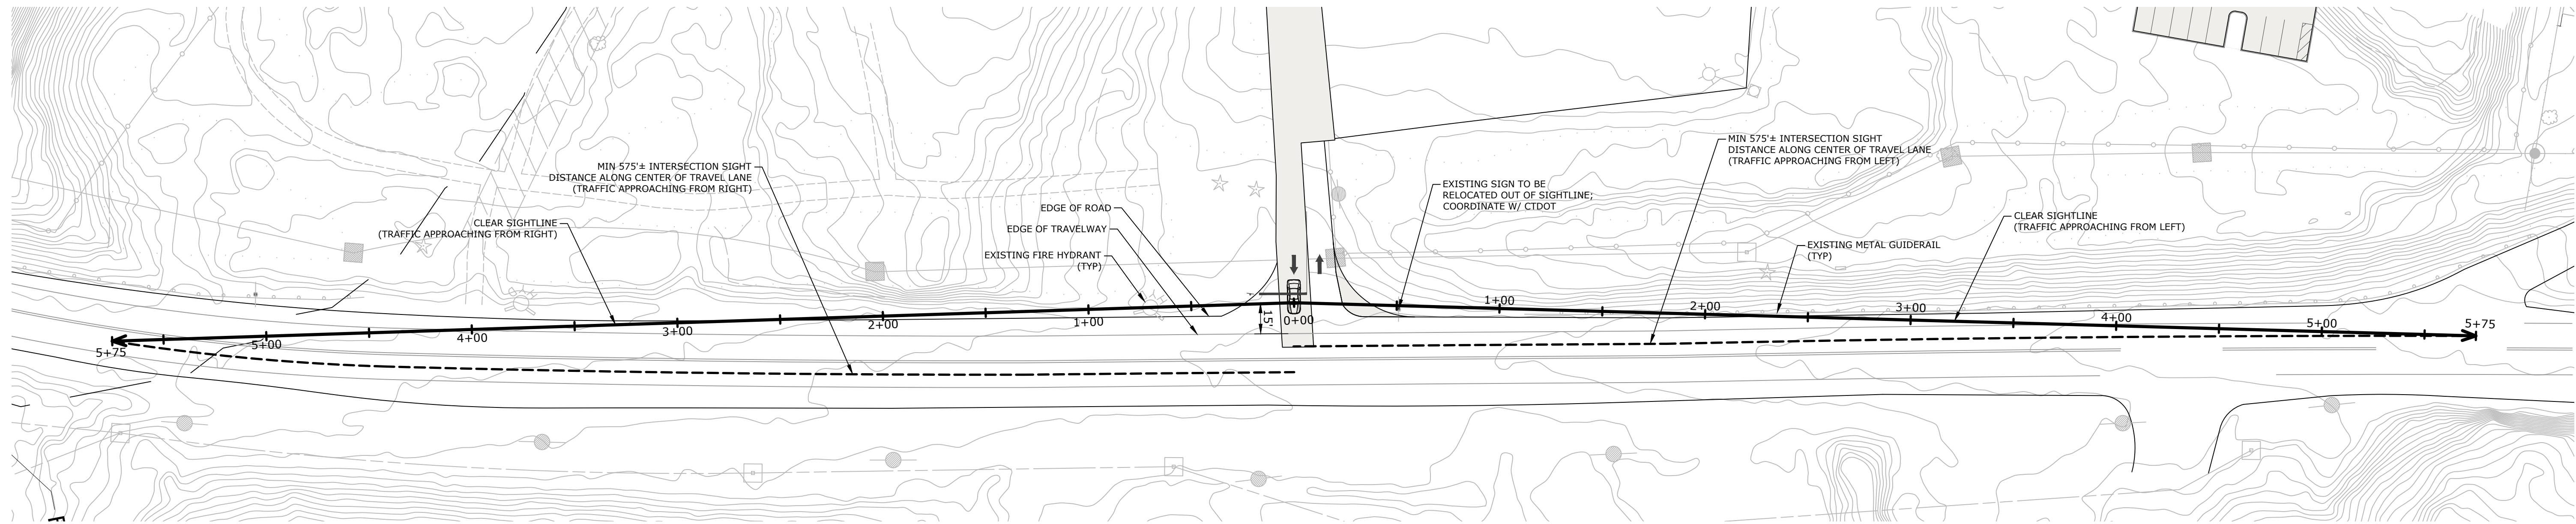 MIN 575'± INTERSECTION SIGHT
DISTANCE ALONG CENTER OF TRAVEL LANE
(TRAFFIC APPROACHING FROM RIGHT)
CLEAR SIGHTLINE
(TRAFFIC APPROACHING FROM RIGHT)
EDGE OF ROAD
EDGE OF TRAVELWAY
EXISTING FIRE HYDRANT
(TYP)
EXISTING SIGN TO BE
RELOCATED OUT OF SIGHTLINE;
COORDINATE W/ CTDOT
MIN 575'± INTERSECTION SIGHT
DISTANCE ALONG CENTER OF TRAVEL LANE
(TRAFFIC APPROACHING FROM LEFT)
EXISTING METAL GUIDERAIL
(TYP)
CLEAR SIGHTLINE
(TRAFFIC APPROACHING FROM LEFT)
5+75
5+00
4+00
3+00
2+00
1+00
15'
0+00
1+00
2+00
3+00
4+00
5+00
5+75